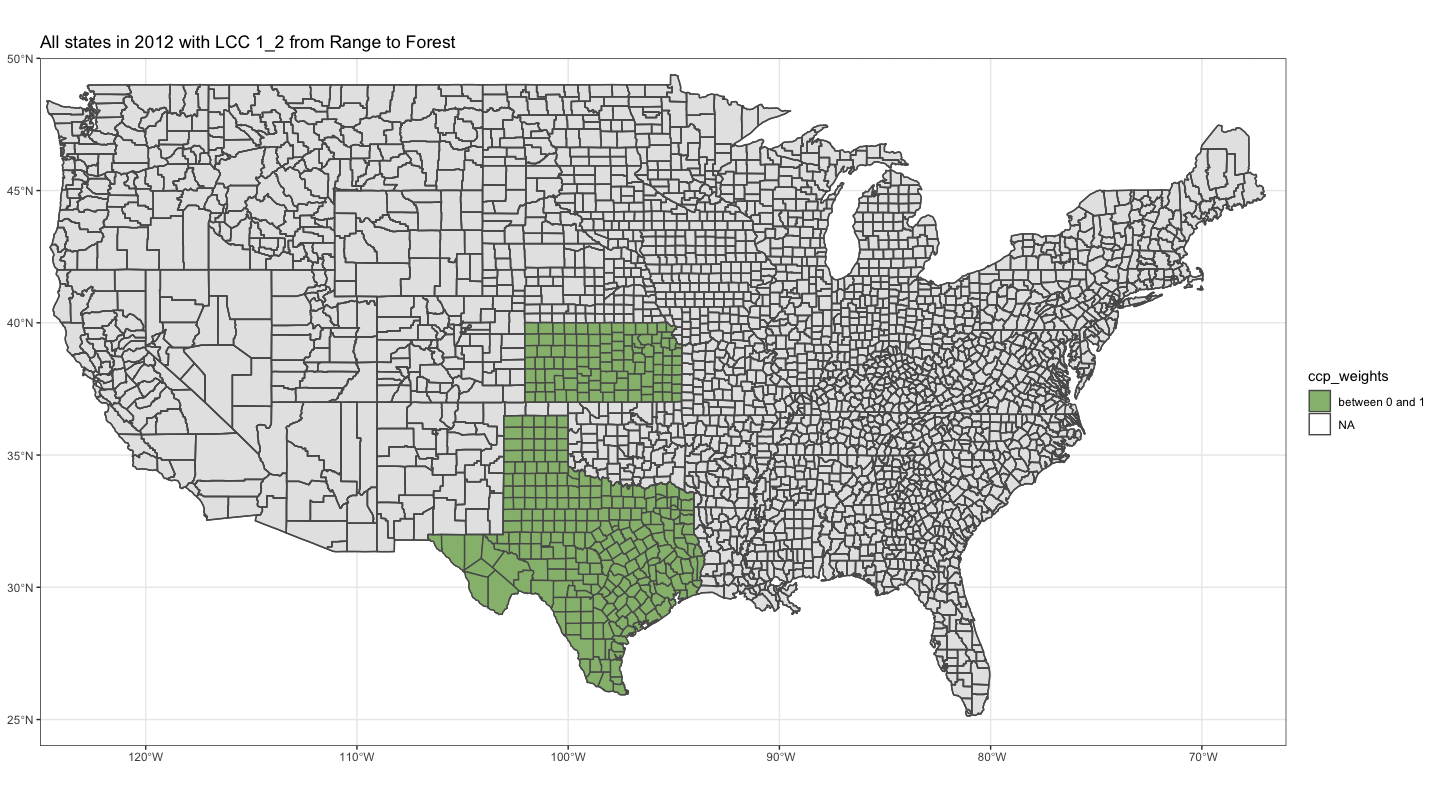 All states in 2012 with LCC 1_2 from Range to Forest
50°N
45°N
40°N
35°N
30°N
25°N
120°W
110°W
100°W
90°W
80°W
70°W
ccp_weights
between 0 and 1
NA